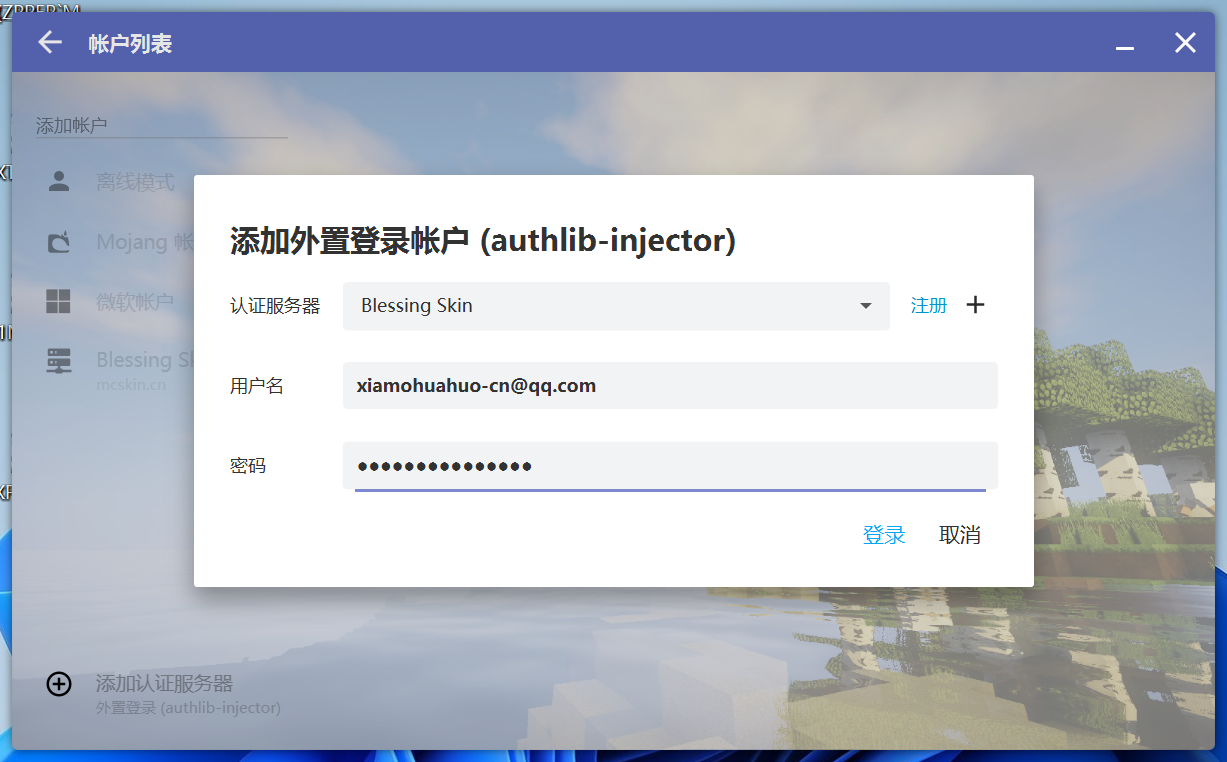 帐户列表
添加帐户
离线模式
Mojang 帐
微软帐户
Blessing Sk
mcskin.cn
添加外置登录帐户 (authlib-injector)
认证服务器
Blessing Skin
注册
用户名
xiamohuahuo-cn@qq.com
密码
●●●●●●●●●●●●●●●
登录
取消
添加认证服务器
外置登录 (authlib-injector)